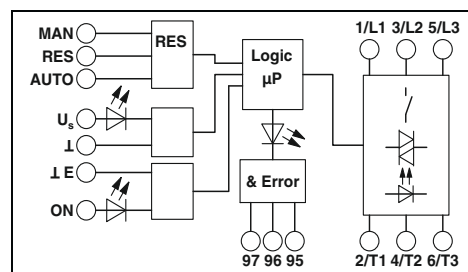 MAN
RES
AUTO
Us
⊥
⊥ E
ON
RES
Logic
µP
& Error
97 96 95
1/L1 3/L2 5/L3
2/T1 4/T2 6/T3